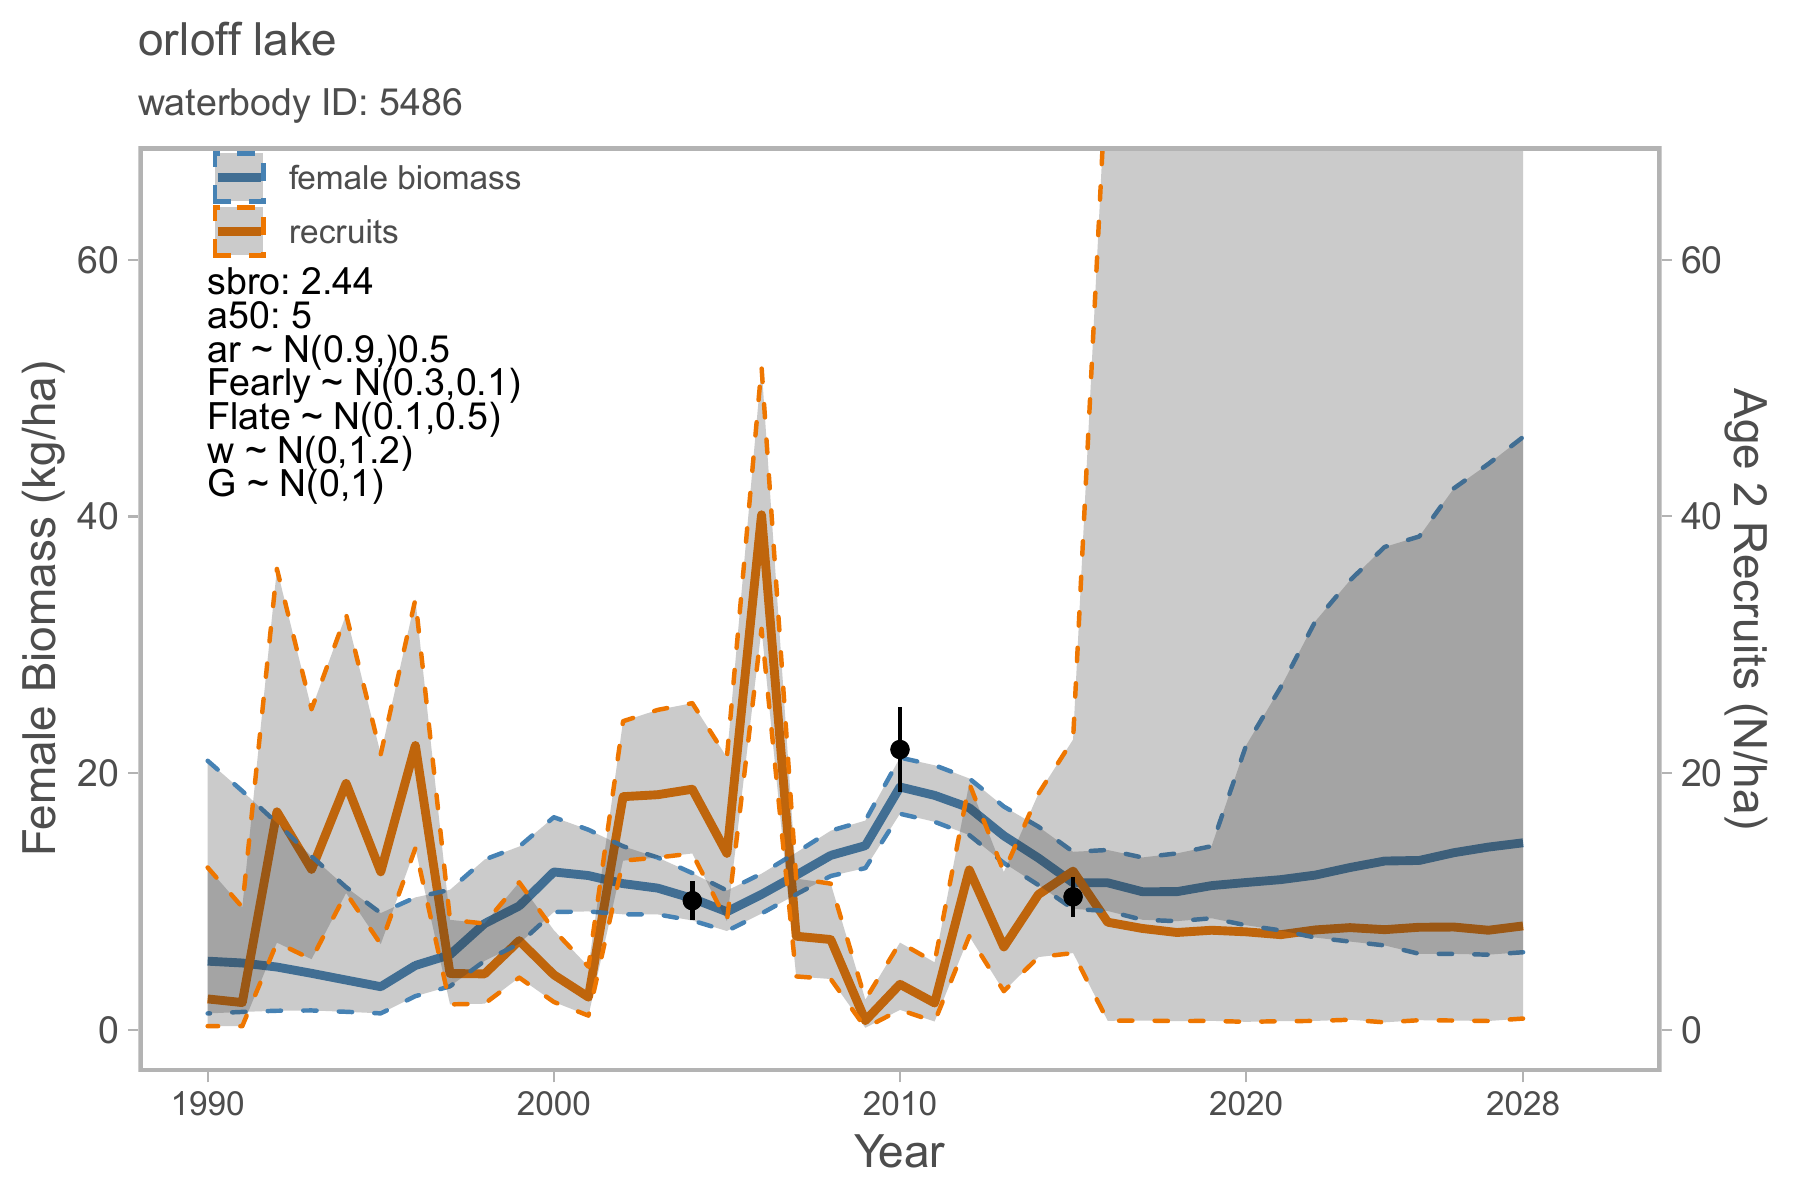 orloff lake
waterbody ID: 5486
female biomass
recruits
sbro: 2.44
a50: 5
ar ~ N(0.9,)0.5
Fearly ~ N(0.3,0.1)
Flate ~ N(0.1,0.5)
w ~ N(0,1.2)
G ~ N(0,1)
60
40
20
0
Female Biomass (kg/ha)
60
40
20
0
Age 2 Recruits (N/ha)
1990
2000
2010
2020
2028
Year